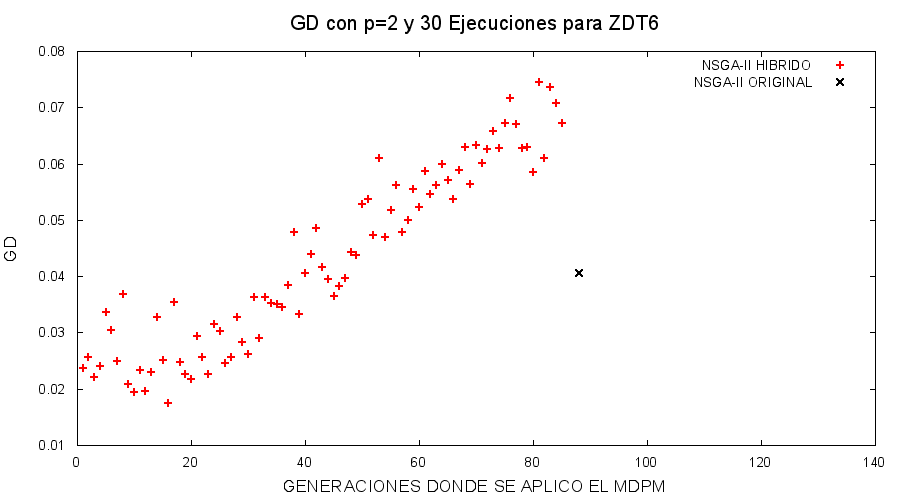 GD con p=2 y 30 Ejecuciones para ZDT6
0.08
NSGA-II HIBRIDO
NSGA-II ORIGINAL
0.07
0.06
0.05
GD
0.04
0.03
0.02
0.01
0 20 40 60 80 100 120 140
GENERACIONES DONDE SE APLICO EL MDPM